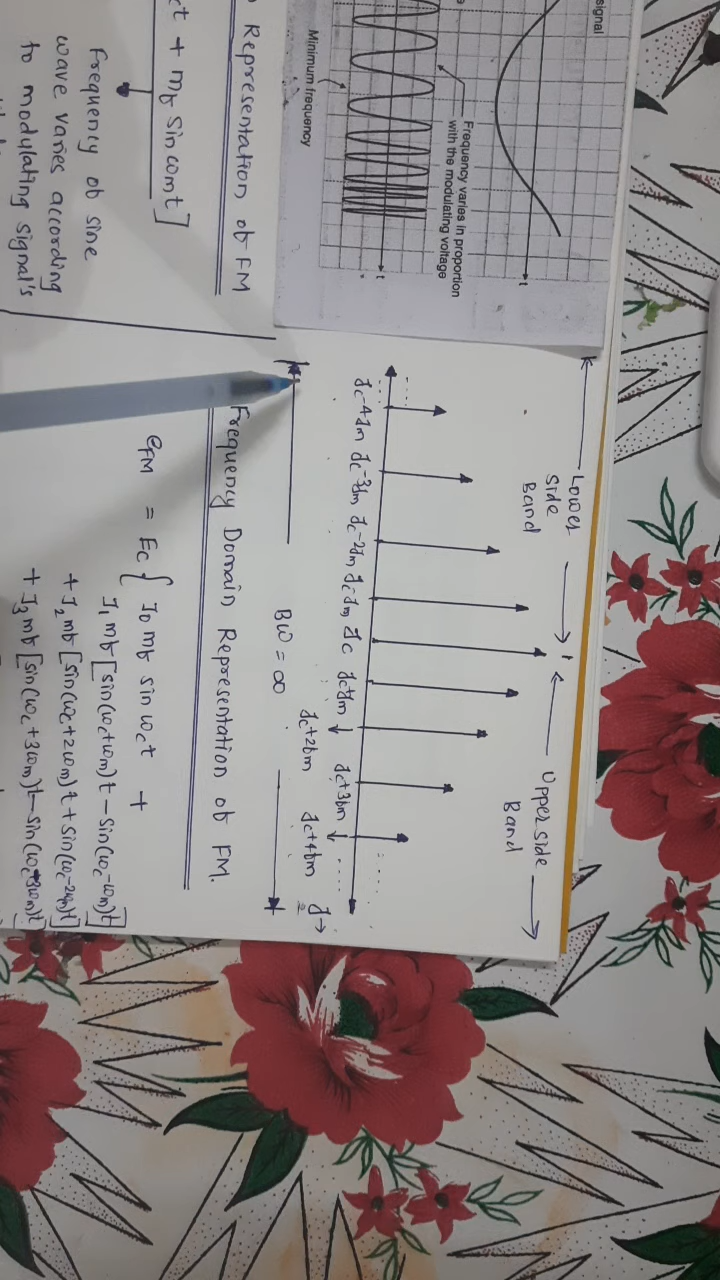 signal
t
Frequency varies in proportion
with the modulating voltage
t
Minimum frequency
Representation of FM
ct + mf sin ωmt]
Frequency of sine
wave varies according
to modulating signal's
Lower
side
Band
Upper side
Band
fc-4fm fc-3fm fc-2fm fc-fm fc fc+fm ↓ fc+3fm ↓ ....
fc+2fm fc+4fm f→
BW = ∞
Frequency Domain Representation of FM.
eFM = Ec { J0 mf sin ωct +
J1 mf [sin(ωc+ωm)t - sin(ωc-ωm)t]
+ J2 mf [sin(ωc+2ωm)t + sin(ωc-2ωm)t]
+ J3 mf [sin(ωc+3ωm)t - sin(ωc-3ωm)t]